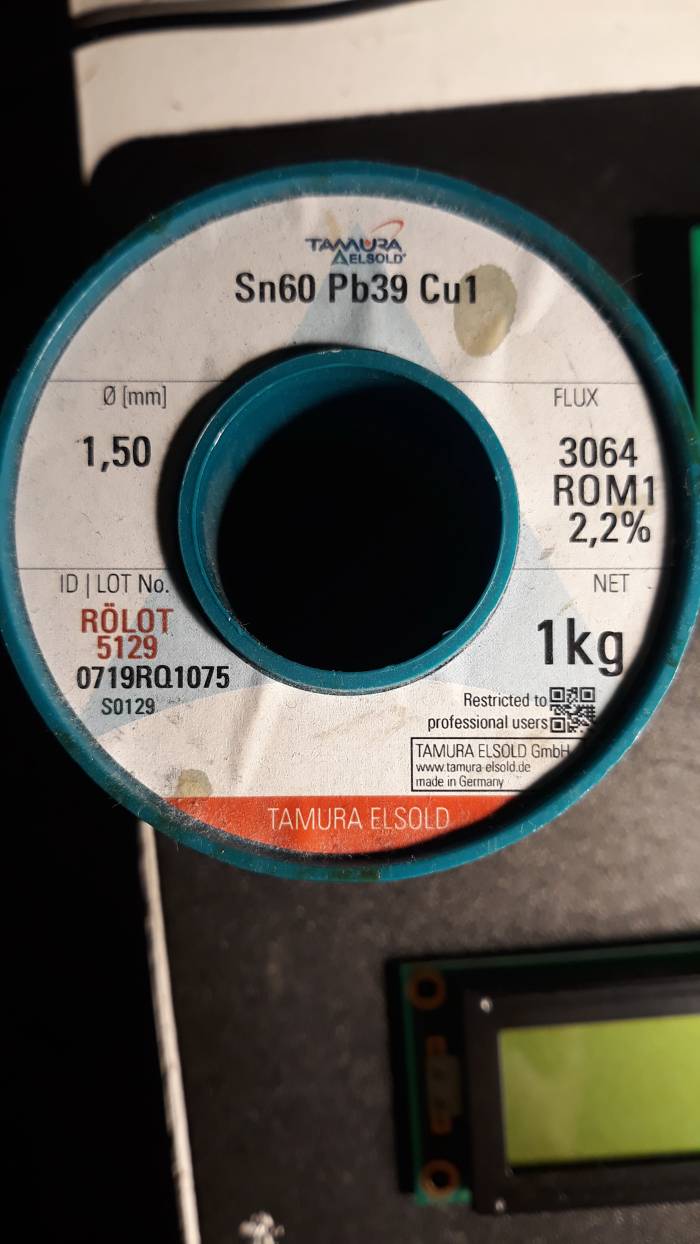 TAMURA
ELSOLD®
Sn60 Pb39 Cu1
Ø [mm]
1,50
FLUX
3064
ROM1
2,2%
ID | LOT No.
RÖLOT
5129
0719RQ1075
S0129
NET
1kg
Restricted to
professional users
TAMURA ELSOLD GmbH
www.tamura-elsold.de
made in Germany
TAMURA ELSOLD